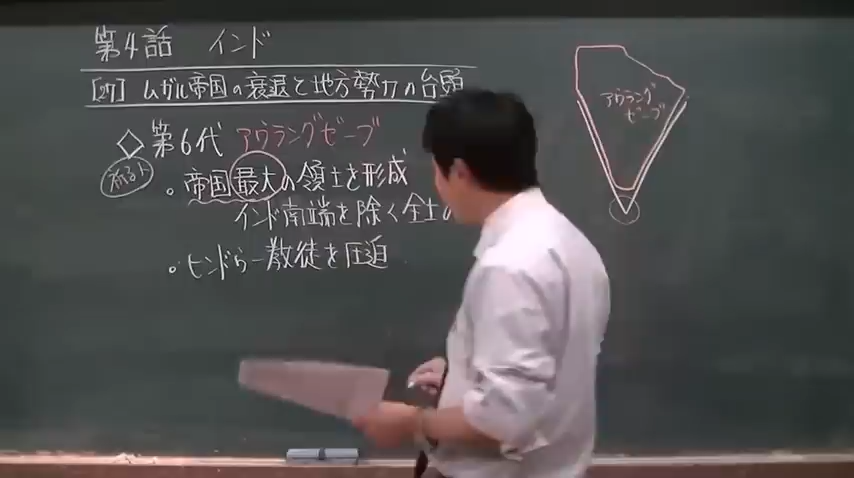 第4話 インド
[27] ムガル帝国の衰退と地方勢力の台頭
◇第6代 アウラングゼーブ
・帝国最大の領土を形成
インド南端を除く全土
・ヒンドゥー教徒を圧迫
アウラング
ゼーブ